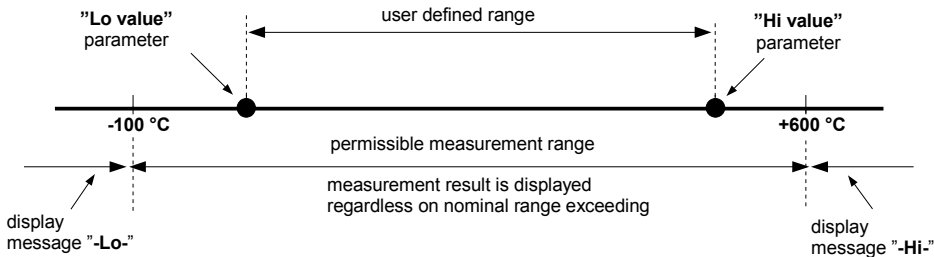 ”Lo value”
parameter
user defined range
”Hi value”
parameter
-100 °C
+600 °C
permissible measurement range
measurement result is displayed
regardless on nominal range exceeding
display
message ”-Lo-”
display
message ”-Hi-”